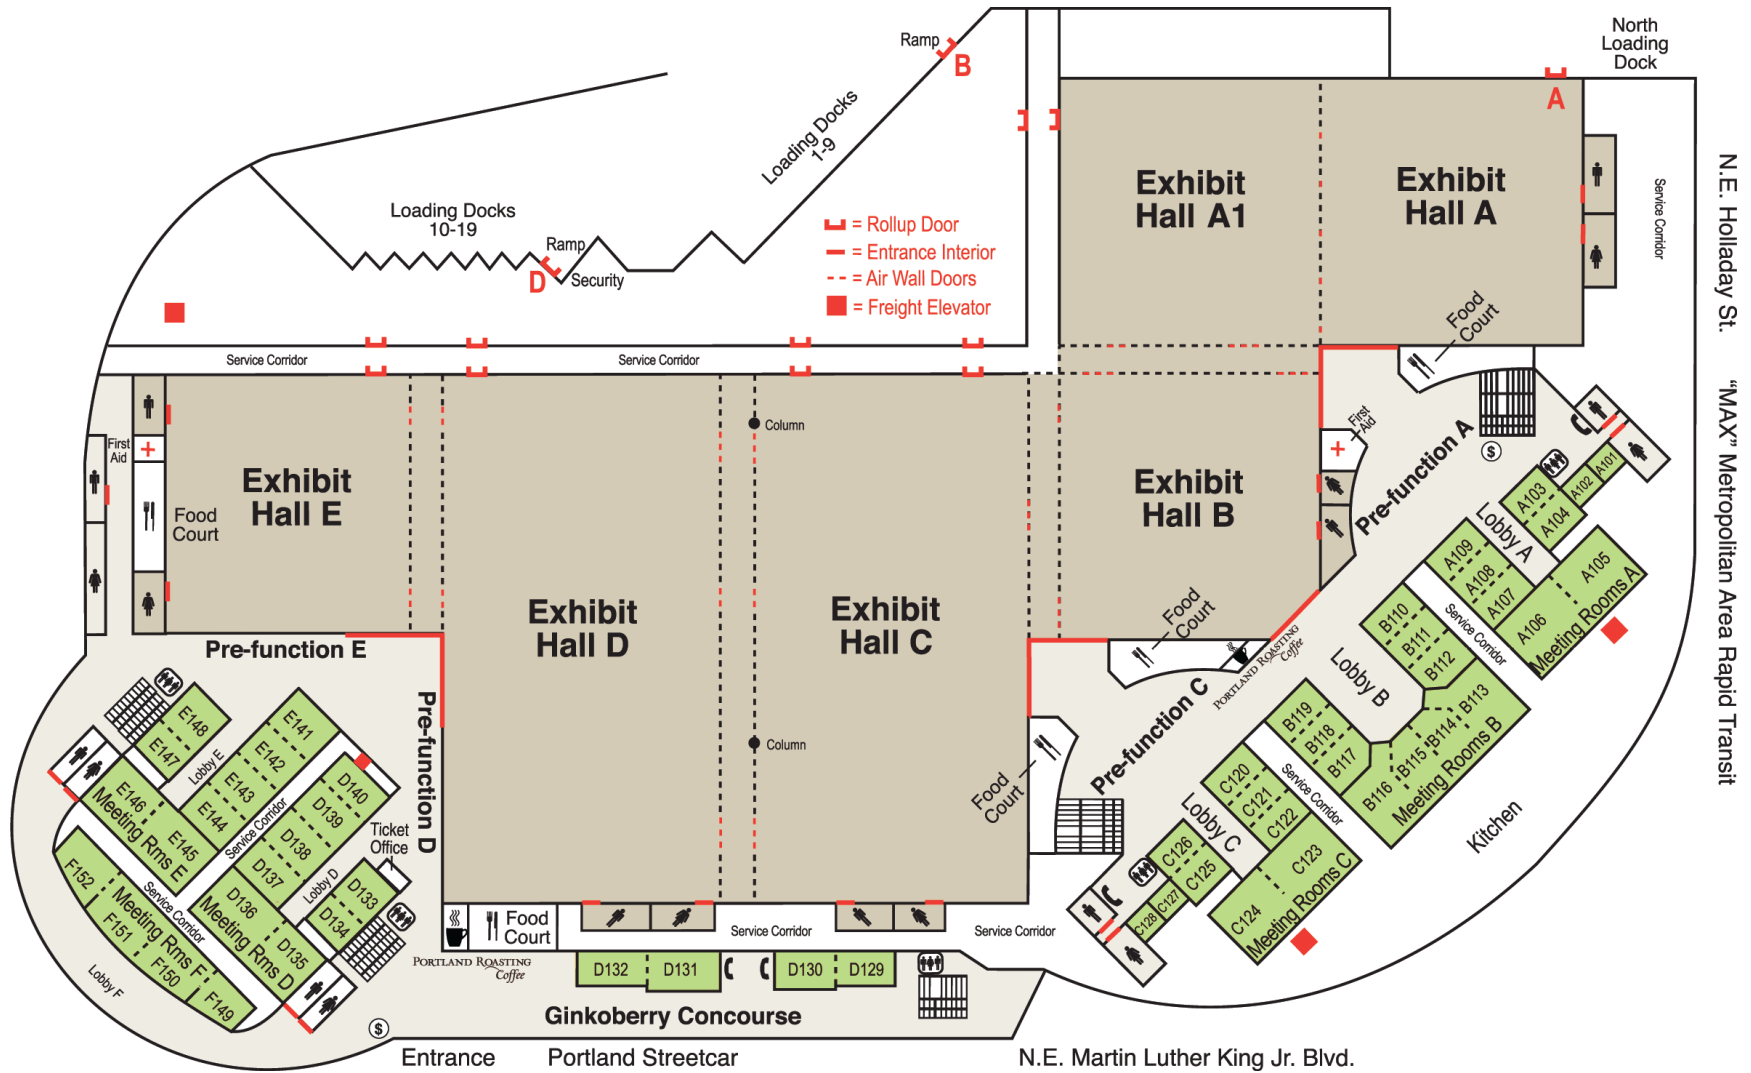 North
Loading
Dock
Ramp
B
A
Loading Docks
1-9
N.E. Holladay St.
Service Corridor
Exhibit
Hall A1
Exhibit
Hall A
Loading Docks
10-19
Ramp
D
Security
= Rollup Door
= Entrance Interior
= Air Wall Doors
= Freight Elevator
Food
Court
Service Corridor
Service Corridor
"MAX" Metropolitan Area Rapid Transit
First
Aid
Column
First
Aid
Pre-function A
$
Exhibit
Hall E
Food
Court
Exhibit
Hall B
A101
A102
A103
A104
Lobby A
A105
A106
Meeting Rooms A
A107
A108
A109
Service Corridor
Exhibit
Hall D
Exhibit
Hall C
Food
Court
Portland Roasting
Coffee
B110
B111
B112
Lobby B
B113
B114
B115
B116
Meeting Rooms B
B117
B118
B119
Service Corridor
Kitchen
Pre-function E
Pre-function D
Column
Pre-function C
Food
Court
C120
C121
C122
Lobby C
C123
C124
Meeting Rooms C
C125
C126
C127
C128
E148
E147
Lobby E
E141
E142
E143
E144
E146
E145
Meeting Rms E
Service Corridor
D140
D139
D138
D137
Ticket
Office
Lobby D
D133
D134
D136
D135
Meeting Rms D
Service Corridor
F152
F151
F150
F149
Meeting Rms F
Lobby F
Food
Court
Service Corridor
Service Corridor
Portland Roasting
Coffee
D132
D131
D130
D129
Ginkoberry Concourse
$
Entrance
Portland Streetcar
N.E. Martin Luther King Jr. Blvd.